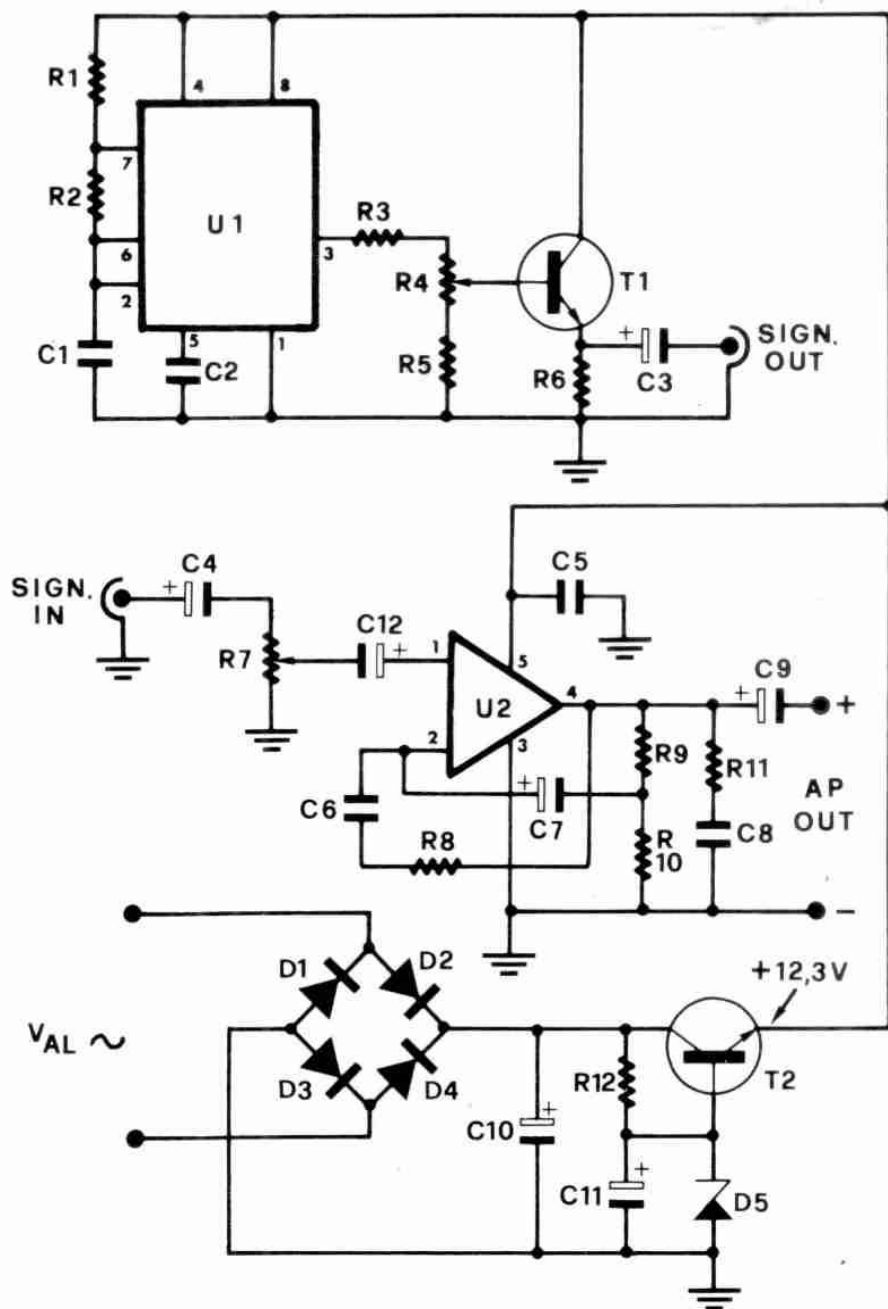 R1
4
8
7
R2
U1
R3
6
3
R4
2
T1
5
1
C1
C2
R5
R6
+
C3
SIGN.
OUT
C4
+
SIGN.
IN
C5
C12
+
R7
1
5
U2
4
C9
+
+
2
3
R9
R11
C6
+
C7
AP
OUT
R8
R
10
C8
−
D1
D2
+12,3V
VAL ~
D3
D4
R12
T2
C10
+
C11
+
D5